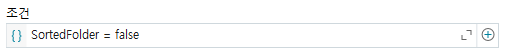 조건
{ } SortedFolder = false